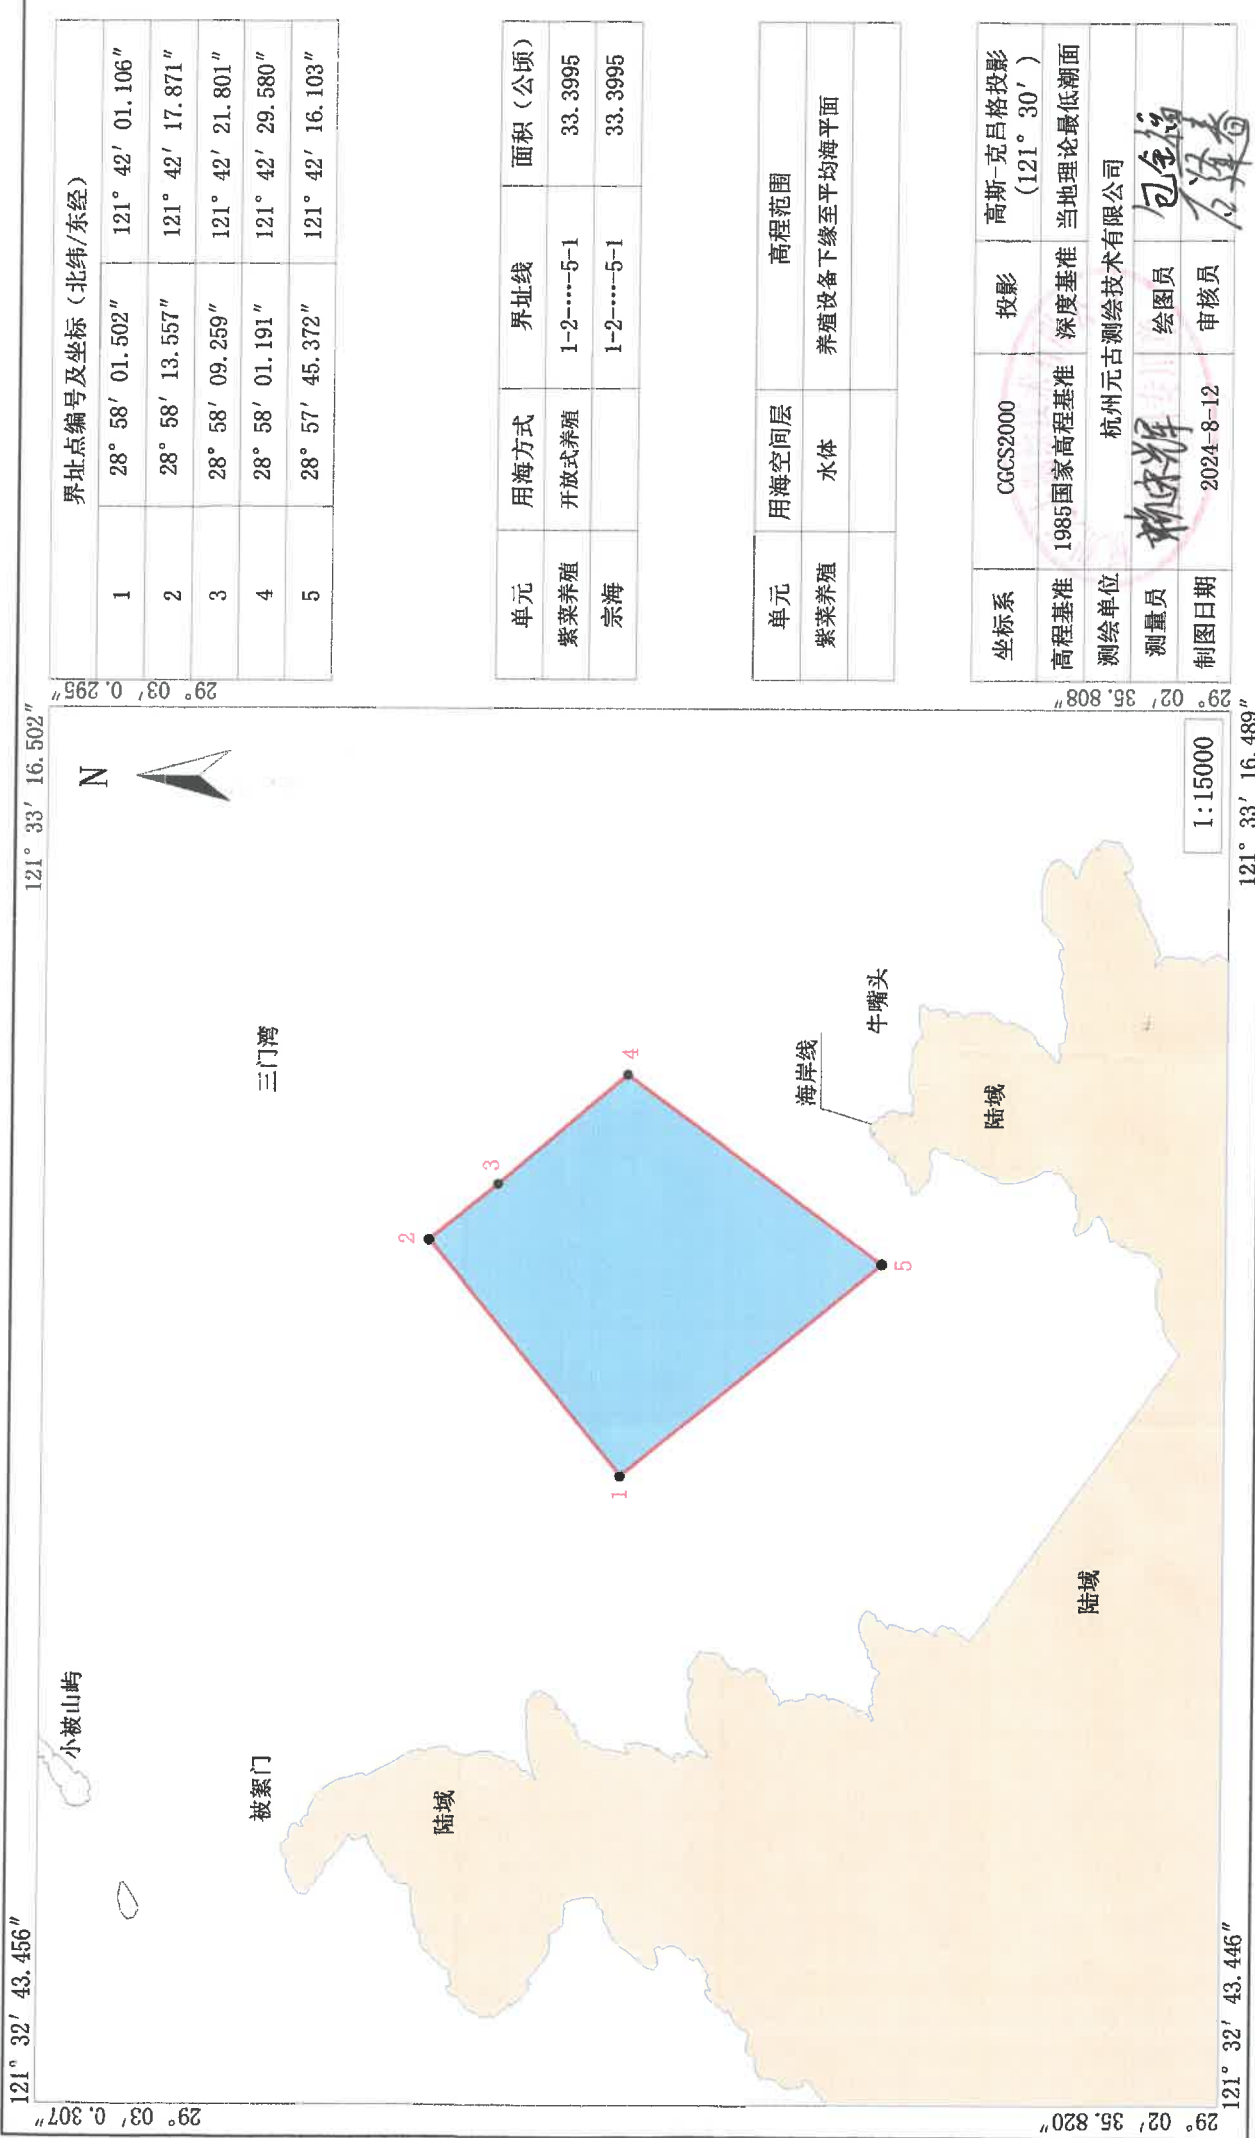 121° 32′ 43.456″
121° 33′ 16.502″
29° 03′ 0.307″
29° 03′ 0.295″
小被山屿
被絮门
三门湾
N
陆域
1
2
3
4
5
海岸线
牛嘴头
陆域
陆域
1:15000
29° 02′ 35.820″
29° 02′ 35.808″
121° 32′ 43.446″
121° 33′ 16.489″
界址点编号及坐标（北纬/东经）
1 28° 58′ 01.502″ 121° 42′ 01.106″
2 28° 58′ 13.557″ 121° 42′ 17.871″
3 28° 58′ 09.259″ 121° 42′ 21.801″
4 28° 58′ 01.191″ 121° 42′ 29.580″
5 28° 57′ 45.372″ 121° 42′ 16.103″
单元 用海方式 界址线 面积（公顷）
紫菜养殖 开放式养殖 1-2----5-1 33.3995
宗海 1-2----5-1 33.3995
单元 用海空间层 高程范围
紫菜养殖 水体 养殖设备下缘至平均海平面
坐标系 CGCS2000 投影 高斯-克吕格投影
(121° 30′)
高程基准 1985国家高程基准 深度基准 当地理论最低潮面
测绘单位 杭州元古测绘技术有限公司
测量员 绘图员
制图日期 2024-8-12 审核员